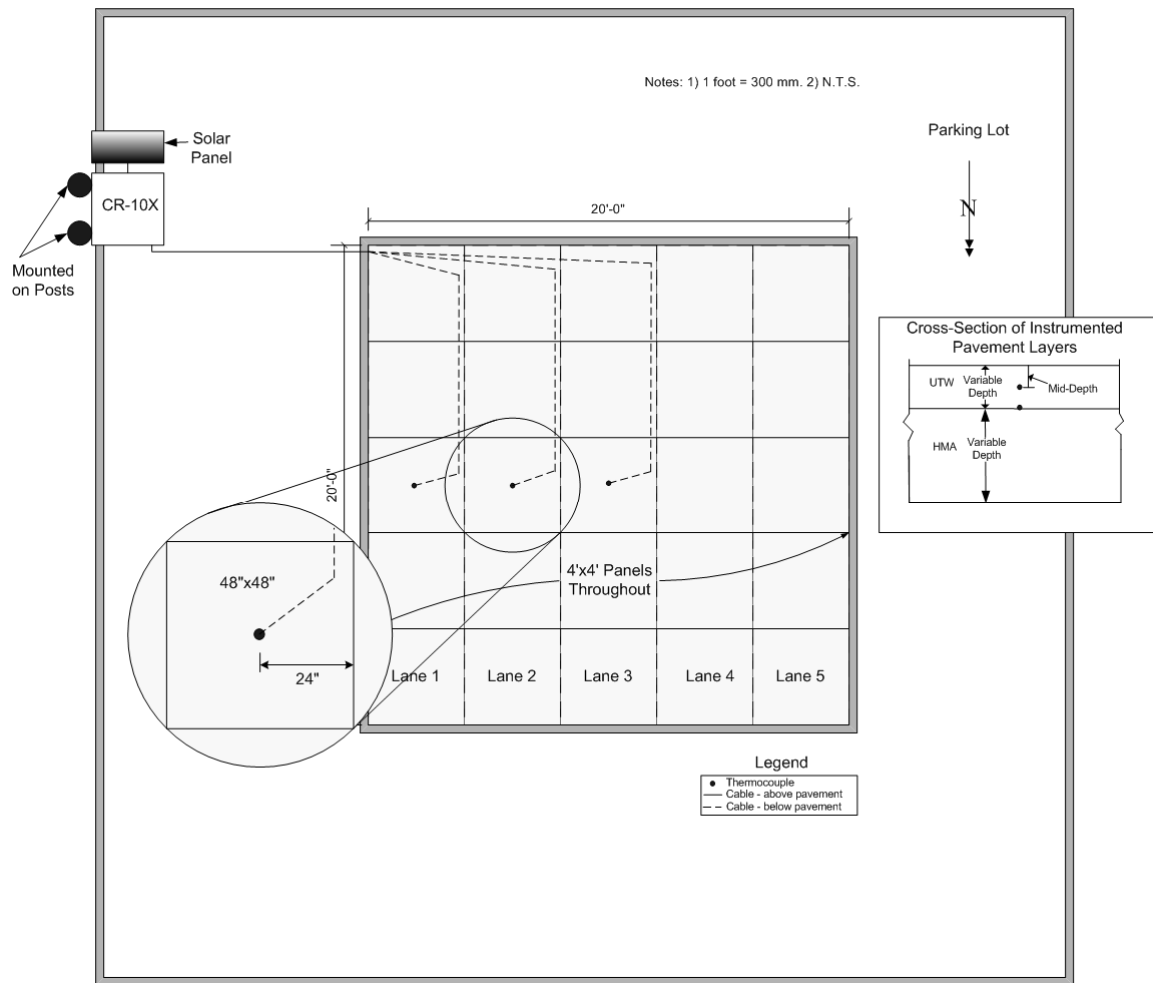 Notes: 1) 1 foot = 300 mm. 2) N.T.S.
Solar
Panel
Parking Lot
CR-10X
N
20'-0"
Mounted
on Posts
Cross-Section of Instrumented
Pavement Layers
UTW
Variable
Depth
Mid-Depth
HMA
Variable
Depth
20'-0"
48"x48"
4'x4' Panels
Throughout
24"
Lane 1
Lane 2
Lane 3
Lane 4
Lane 5
Legend
Thermocouple
Cable - above pavement
Cable - below pavement